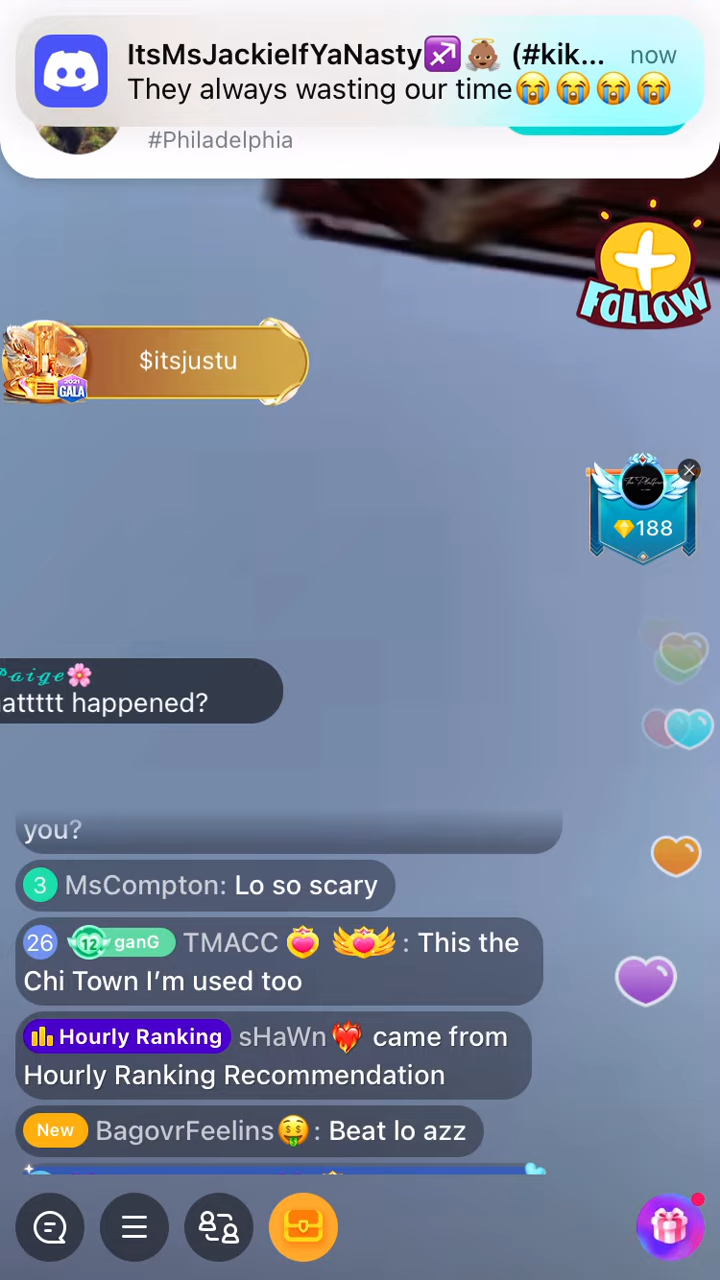 ItsMsJackieIfYaNasty♐👼🏽 (#kik... now
They always wasting our time😭😭😭😭
#Philadelphia
FOLLOW
$itsjustu
2021
GALA
188
𝓅𝒶𝒾𝑔𝑒🌸
attttt happened?
you?
3 MsCompton: Lo so scary
26 12 ganG TMACC : This the
Chi Town I’m used too
Hourly Ranking sHaWn❤️‍🔥 came from
Hourly Ranking Recommendation
New BagovrFeelins🤑: Beat lo azz